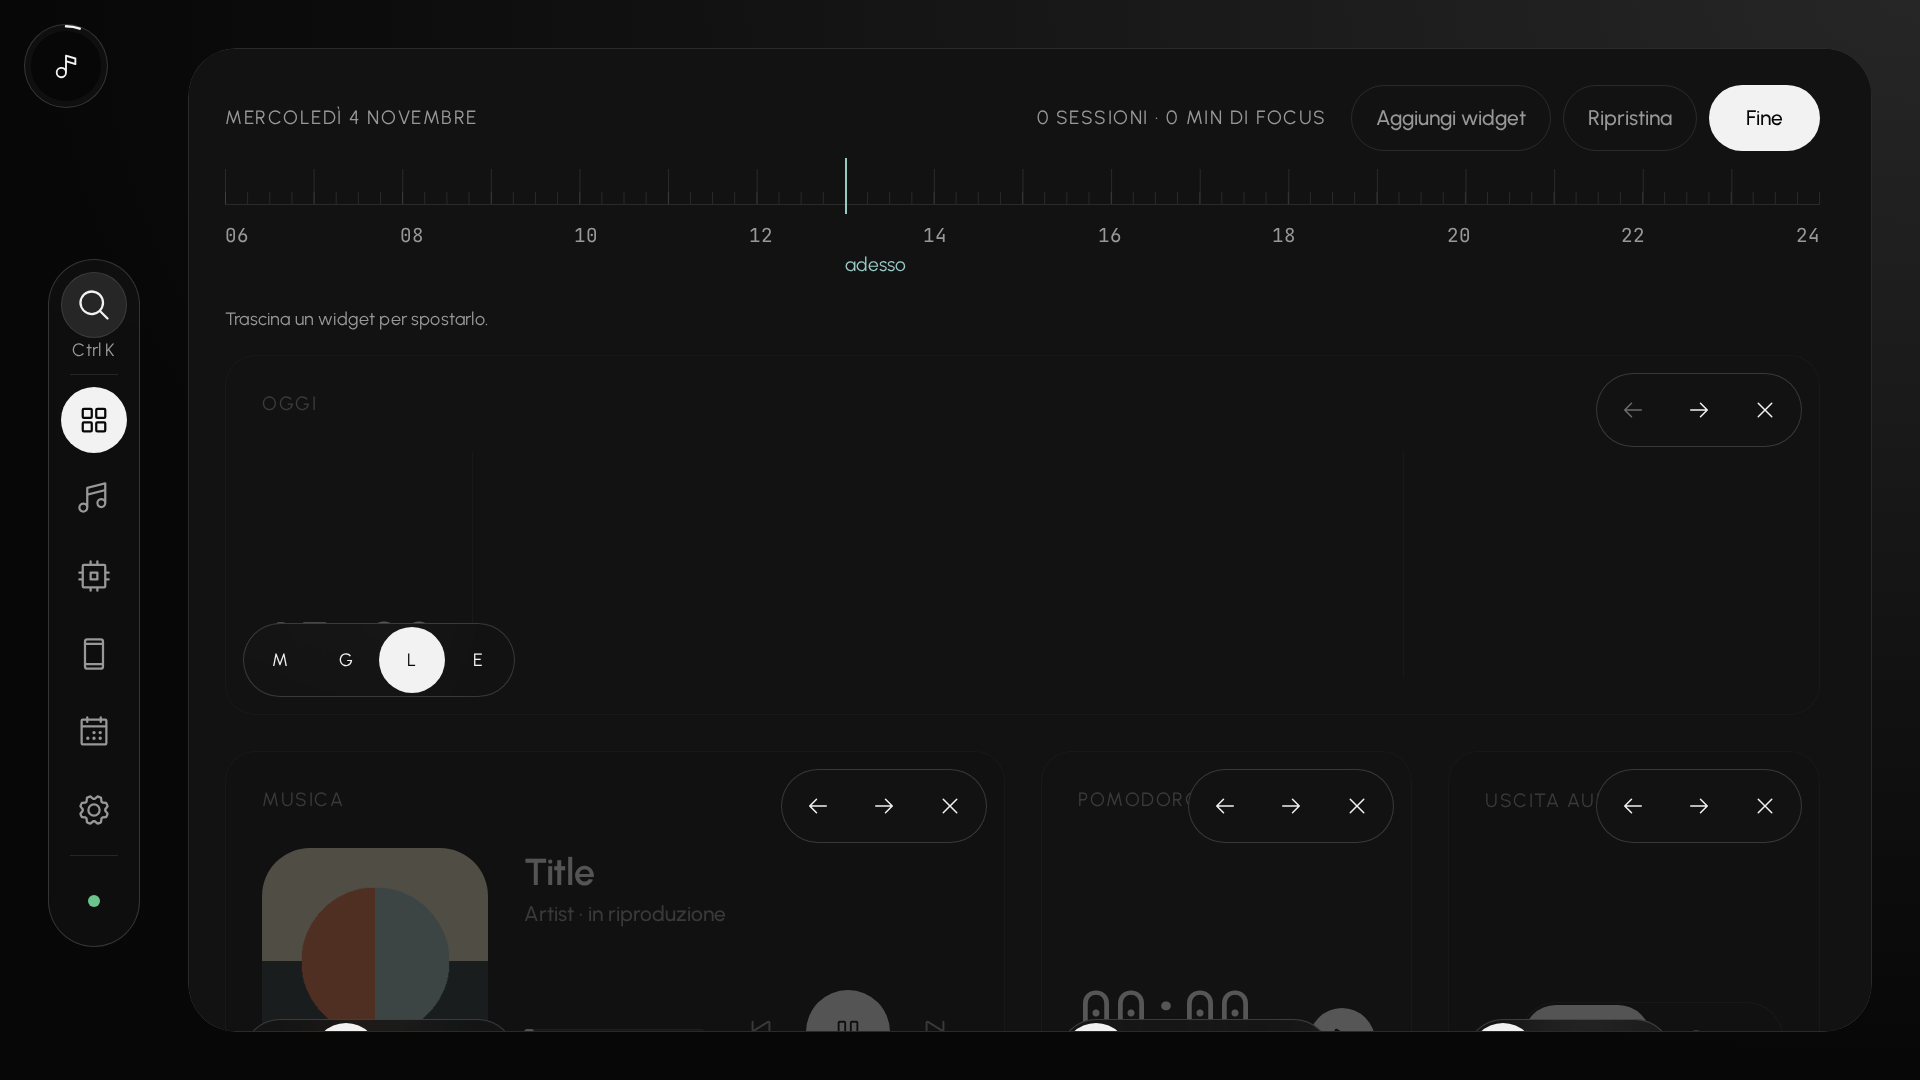 MERCOLEDÌ 4 NOVEMBRE
0 SESSIONI · 0 MIN DI FOCUS
Aggiungi widget
Ripristina
Fine
06 08 10 12 14 16 18 20 22 24
adesso
Ctrl K
Trascina un widget per spostarlo.
OGGI
M G L E
MUSICA
POMODORO
USCITA AU
Title
Artist · in riproduzione